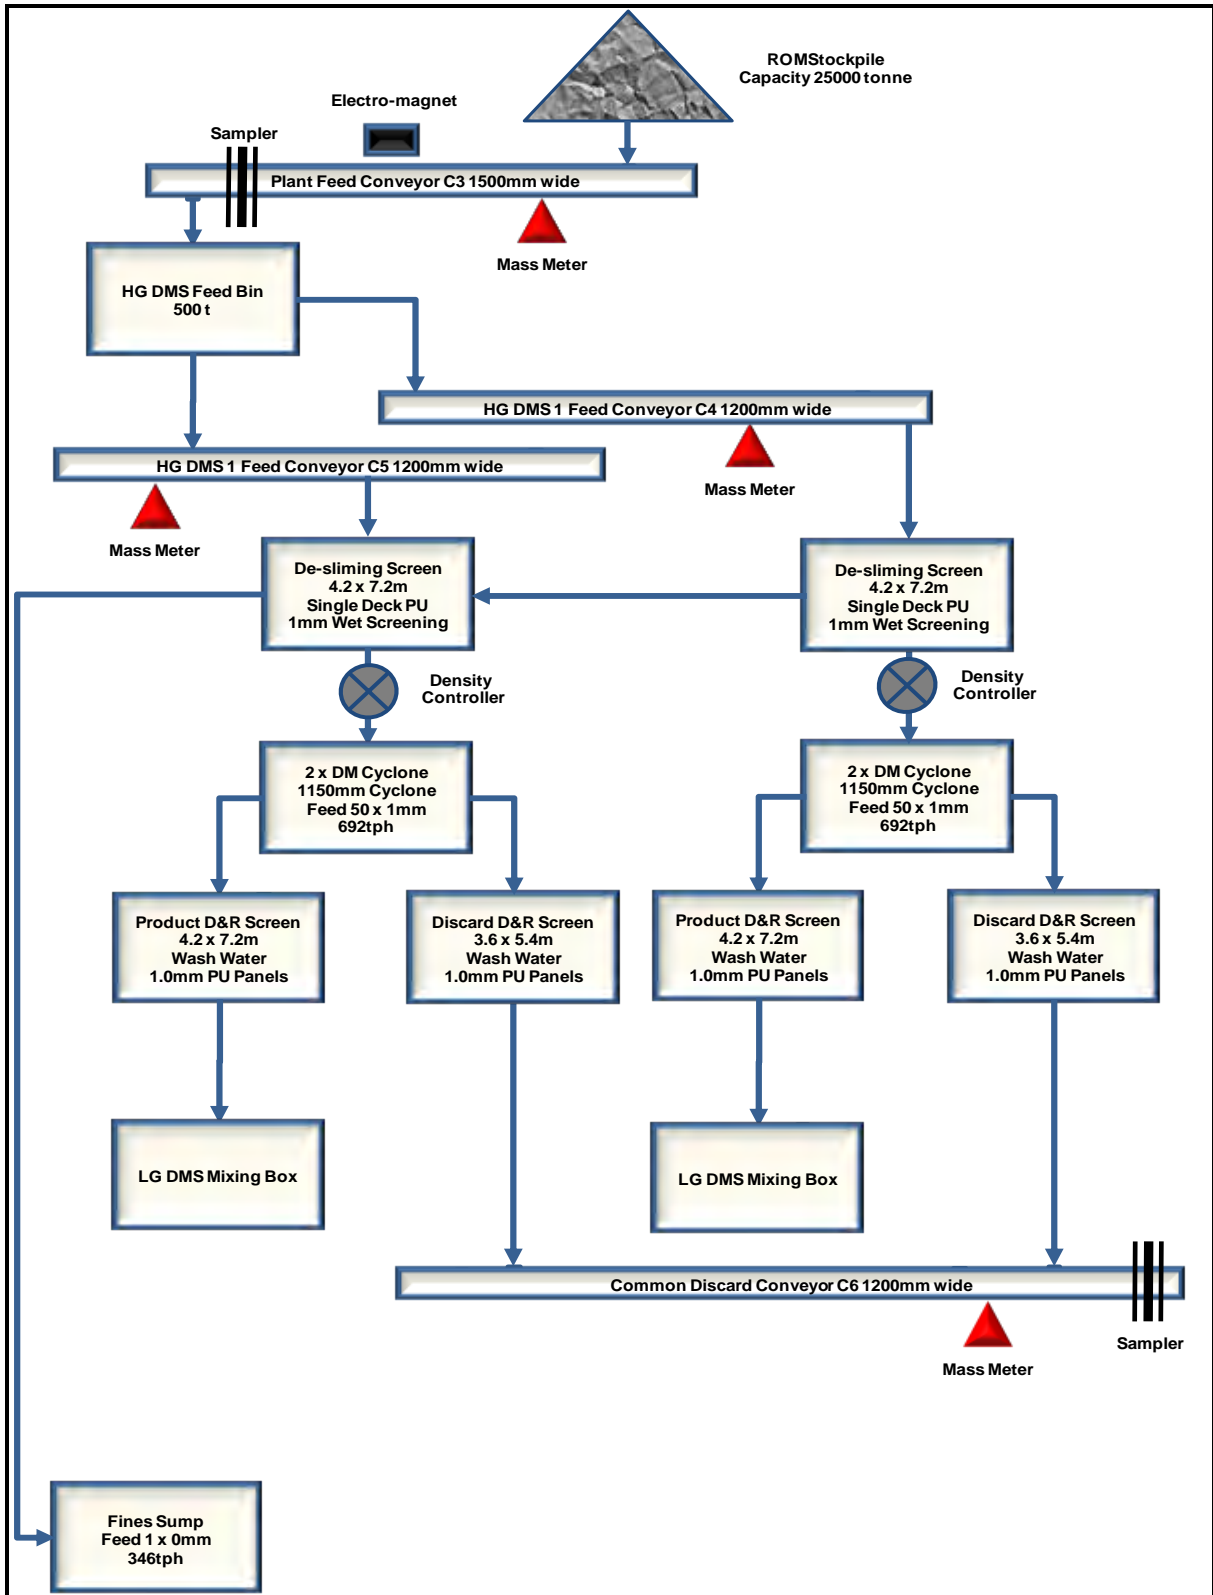 ROMStockpile
Capacity 25000 tonne
Electro-magnet
Sampler
Plant Feed Conveyor C3 1500mm wide
Mass Meter
HG DMS Feed Bin
500 t
HG DMS 1 Feed Conveyor C4 1200mm wide
Mass Meter
HG DMS 1 Feed Conveyor C5 1200mm wide
Mass Meter
De-sliming Screen
4.2 x 7.2m
Single Deck PU
1mm Wet Screening
De-sliming Screen
4.2 x 7.2m
Single Deck PU
1mm Wet Screening
Density
Controller
Density
Controller
2 x DM Cyclone
1150mm Cyclone
Feed 50 x 1mm
692tph
2 x DM Cyclone
1150mm Cyclone
Feed 50 x 1mm
692tph
Product D&R Screen
4.2 x 7.2m
Wash Water
1.0mm PU Panels
Discard D&R Screen
3.6 x 5.4m
Wash Water
1.0mm PU Panels
Product D&R Screen
4.2 x 7.2m
Wash Water
1.0mm PU Panels
Discard D&R Screen
3.6 x 5.4m
Wash Water
1.0mm PU Panels
LG DMS Mixing Box
LG DMS Mixing Box
Common Discard Conveyor C6 1200mm wide
Mass Meter
Sampler
Fines Sump
Feed 1 x 0mm
346tph